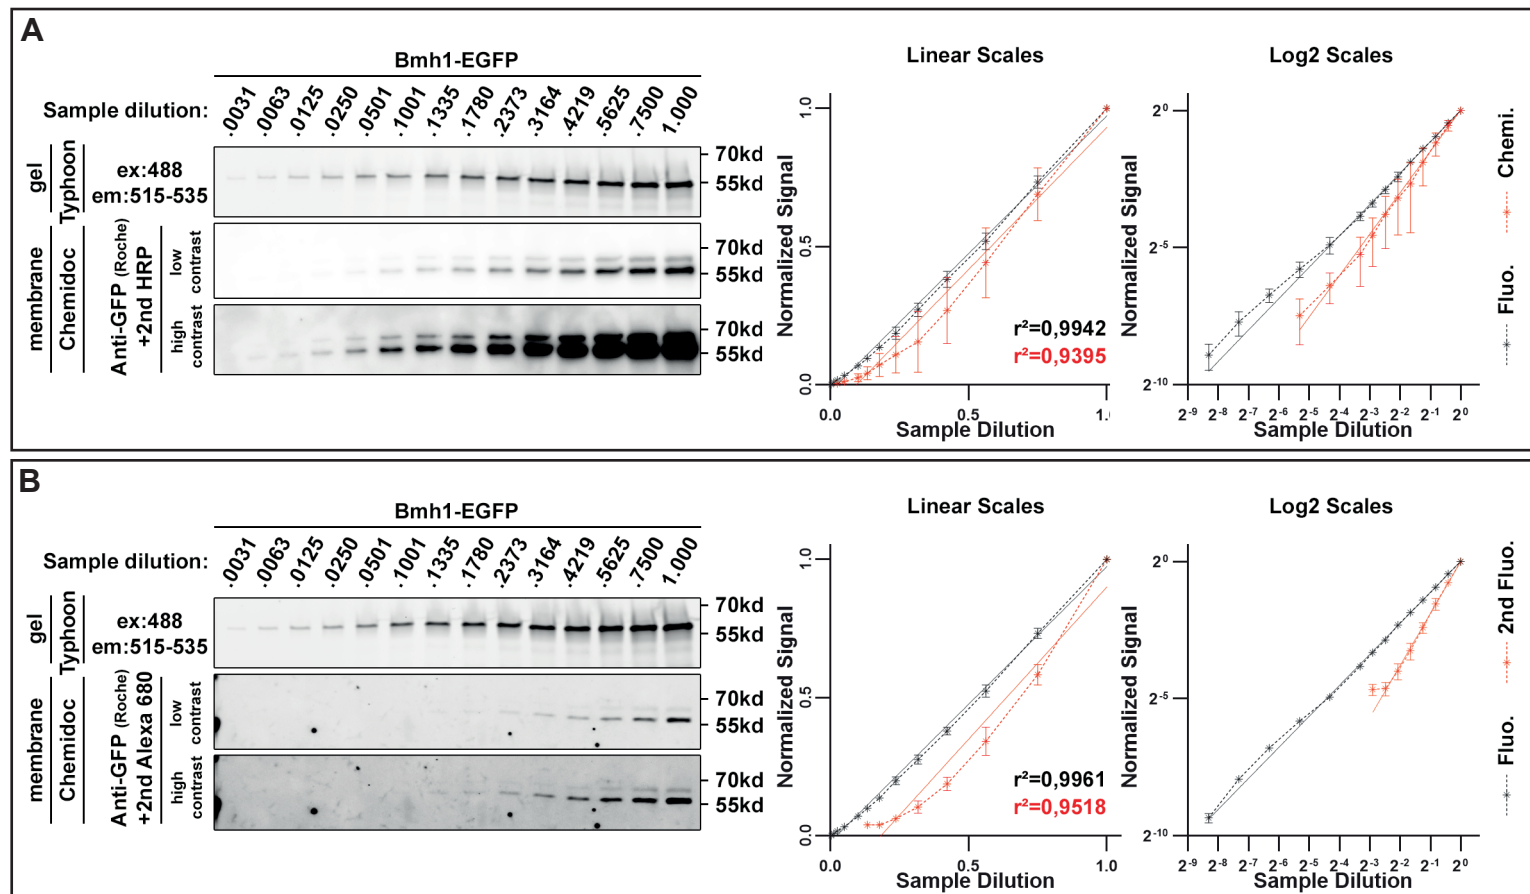 A
Bmh1-EGFP
Sample dilution: .0031 .0063 .0125 .0250 .0501 .1001 .1335 .1780 .2373 .3164 .4219 .5625 .7500 1.000
gel
Typhoon
ex:488
em:515-535
70kd
55kd
membrane
Chemidoc
Anti-GFP (Roche)
+2nd HRP
low
contrast
70kd
55kd
high
contrast
70kd
55kd
Linear Scales
Normalized Signal
1.0
0.5
0.0
r²=0,9942
r²=0,9395
0.0 0.5 1.
Sample Dilution
Log2 Scales
Normalized Signal
2^0
2^-5
2^-10
2^-9 2^-8 2^-7 2^-6 2^-5 2^-4 2^-3 2^-2 2^-1 2^0
Sample Dilution
Fluo. Chemi.
B
Bmh1-EGFP
Sample dilution: .0031 .0063 .0125 .0250 .0501 .1001 .1335 .1780 .2373 .3164 .4219 .5625 .7500 1.000
gel
Typhoon
ex:488
em:515-535
70kd
55kd
membrane
Chemidoc
Anti-GFP (Roche)
+2nd Alexa 680
low
contrast
70kd
55kd
high
contrast
70kd
55kd
Linear Scales
Normalized Signal
1.0
0.5
0.0
r²=0,9961
r²=0,9518
0.0 0.5 1.0
Sample Dilution
Log2 Scales
Normalized Signal
2^0
2^-5
2^-10
2^-9 2^-8 2^-7 2^-6 2^-5 2^-4 2^-3 2^-2 2^-1 2^0
Sample Dilution
Fluo. 2nd Fluo.